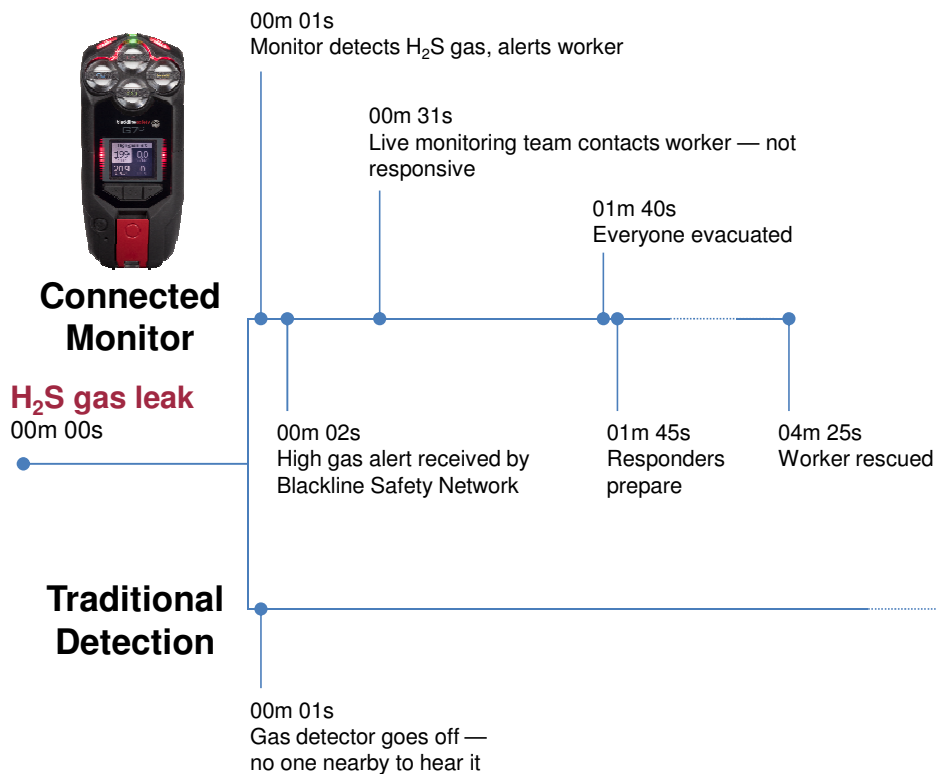 00m 01s
Monitor detects H₂S gas, alerts worker
00m 31s
Live monitoring team contacts worker — not
responsive
01m 40s
Everyone evacuated
Connected
Monitor
H₂S gas leak
00m 00s
00m 02s
High gas alert received by
Blackline Safety Network
01m 45s
Responders
prepare
04m 25s
Worker rescued
Traditional
Detection
00m 01s
Gas detector goes off —
no one nearby to hear it